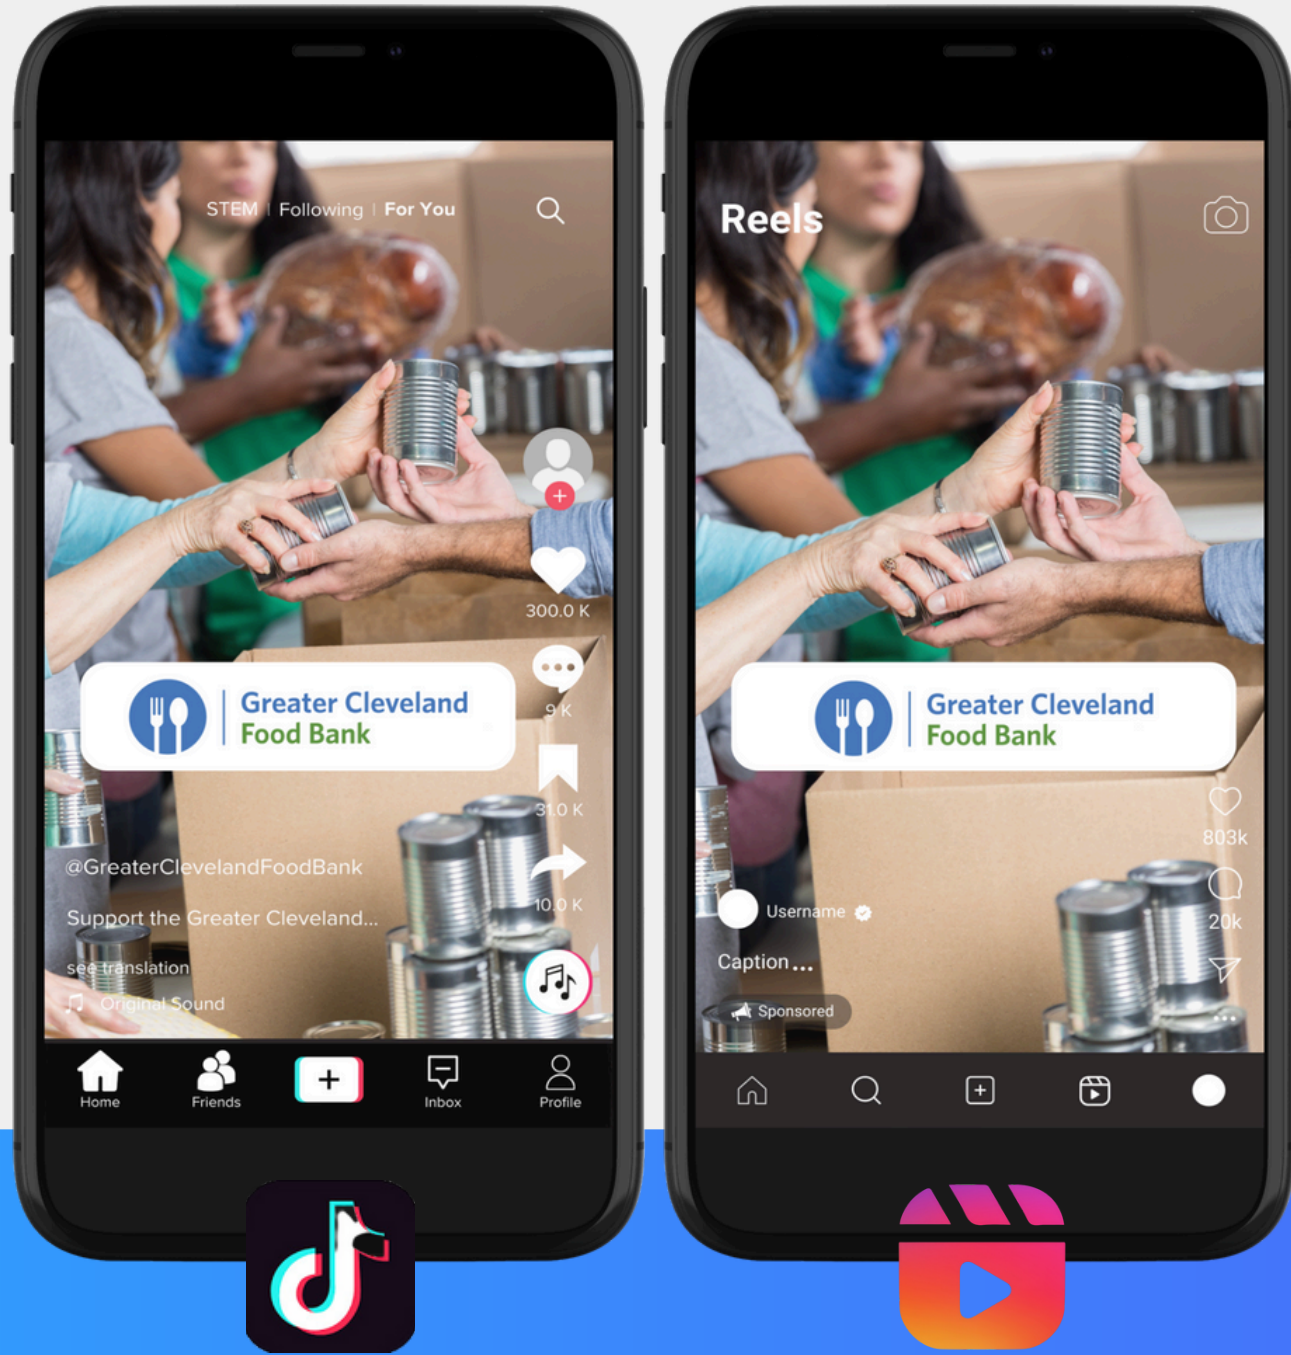 STEM | Following | For You
300.0 K
9 K
31.0 K
10.0 K
Greater Cleveland
Food Bank
@GreaterClevelandFoodBank
Support the Greater Cleveland...
see translation
Original Sound
Home
Friends
Inbox
Profile
Reels
Greater Cleveland
Food Bank
803k
20k
Username
Caption...
Sponsored